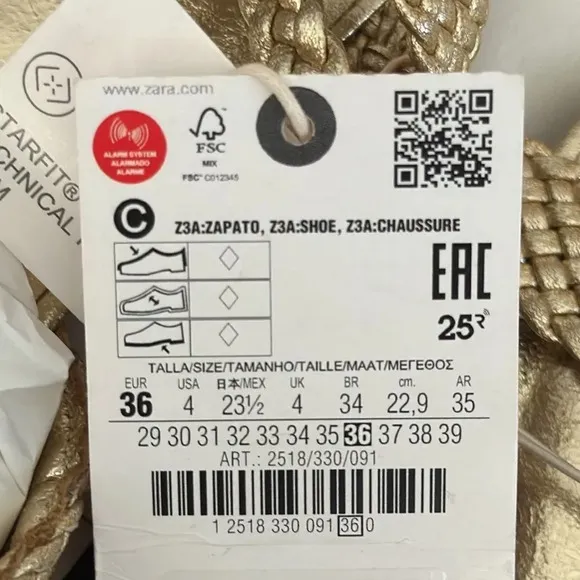 www.zara.com
ALARM SYSTEM
ALARMADO
ALARME
FSC
MIX
FSC® C012345
STARFIT®
C
Z3A:ZAPATO, Z3A:SHOE, Z3A:CHAUSSURE
EAC
25R
TALLA/SIZE/TAMANHO/TAILLE/MAAT/ΜΕΓΕΘΟΣ
EUR USA 日本/MEX UK BR cm. AR
36 4 23½ 4 34 22,9 35
29 30 31 32 33 34 35 36 37 38 39
ART.: 2518/330/091
1 2518 330 091 36 0